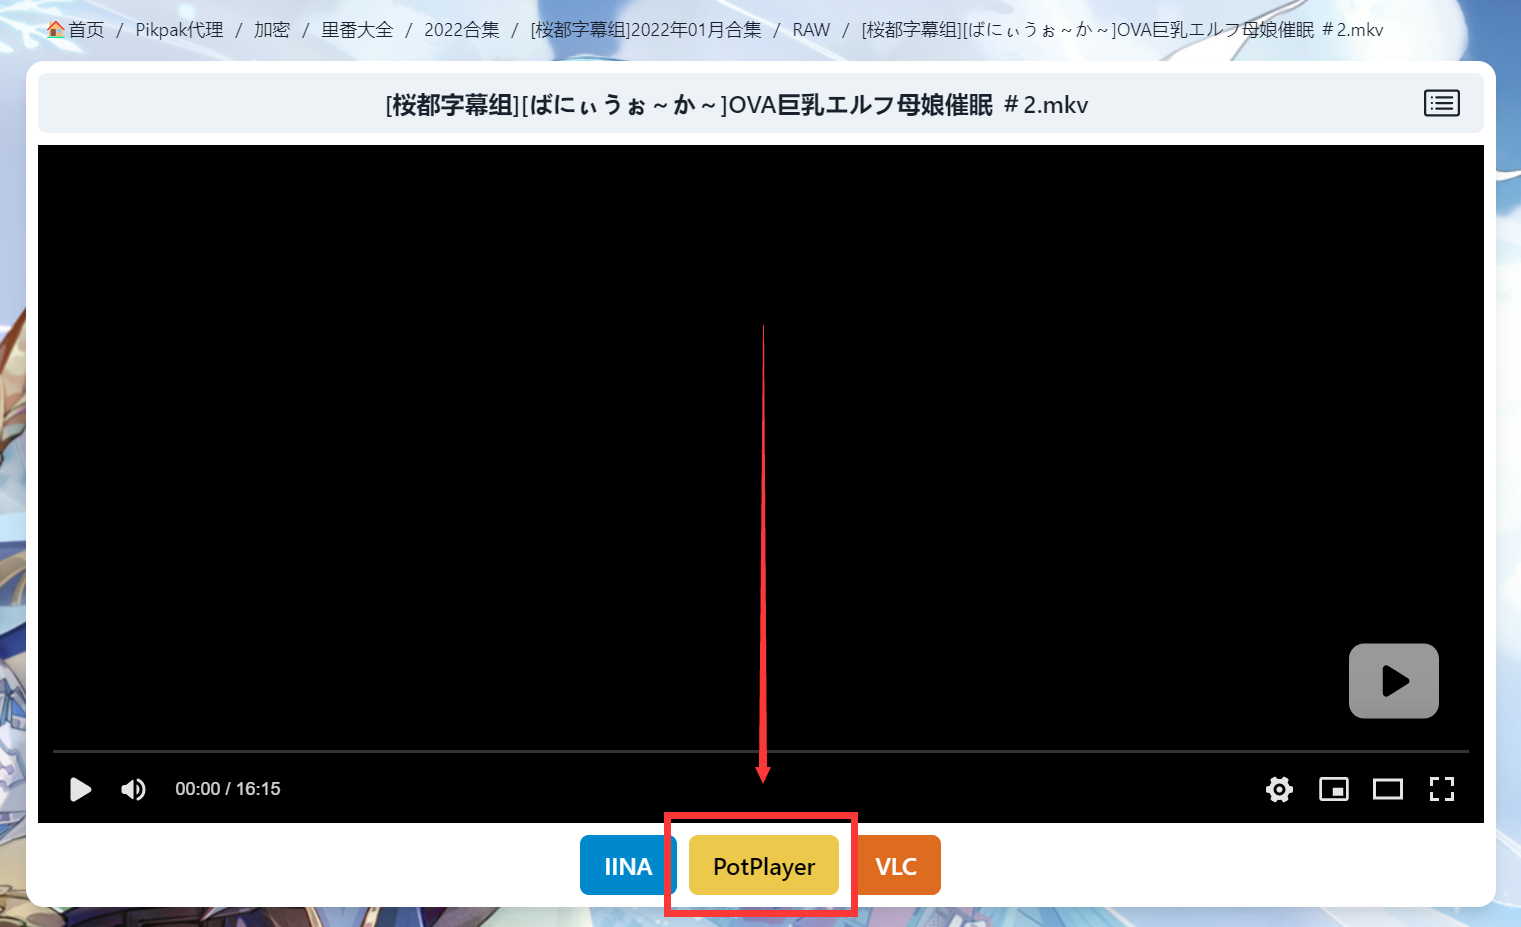 🏠首页 / Pikpak代理 / 加密 / 里番大全 / 2022合集 / [桜都字幕组]2022年01月合集 / RAW / [桜都字幕组][ばにぃうぉ～か～]OVA巨乳エルフ母娘催眠 ＃2.mkv
[桜都字幕组][ばにぃうぉ～か～]OVA巨乳エルフ母娘催眠 ＃2.mkv
00:00 / 16:15
IINA PotPlayer VLC